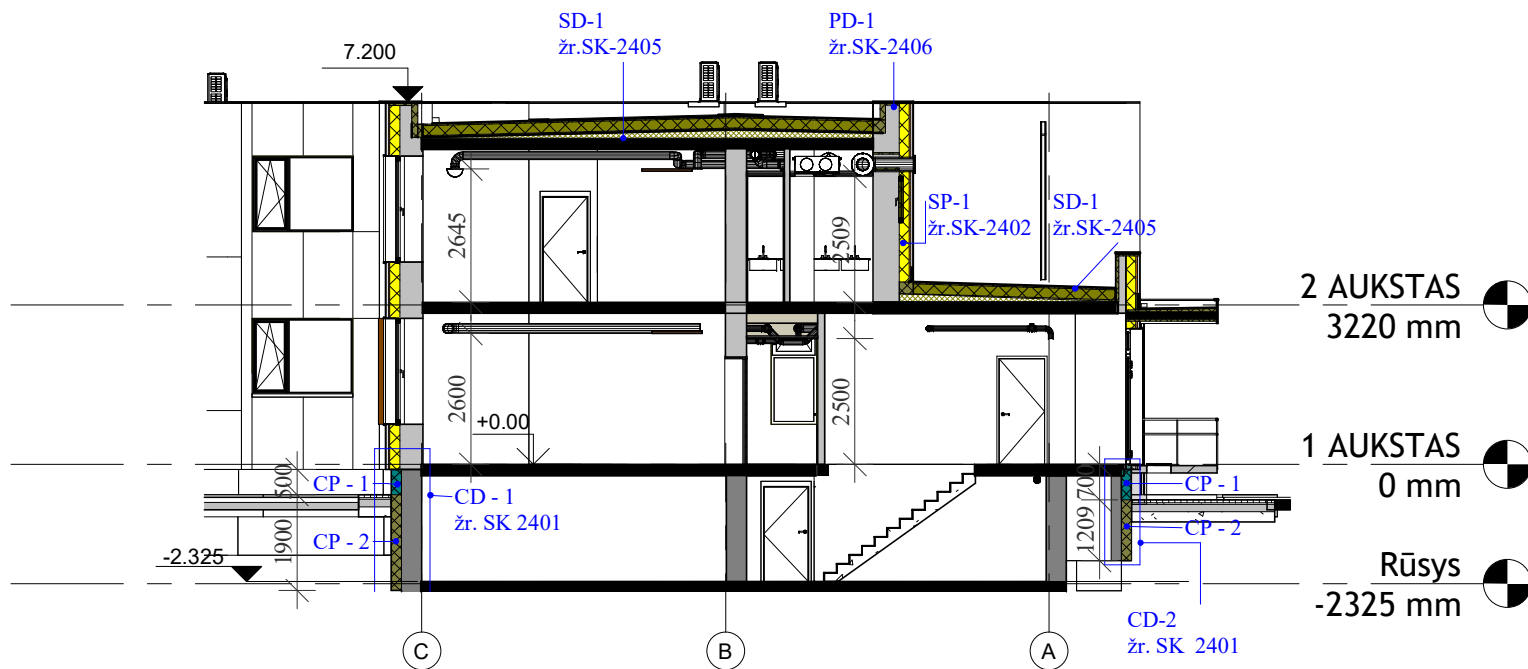 SD-1
žr.SK-2405
PD-1
žr.SK-2406
7.200
SP-1
žr.SK-2402
SD-1
žr.SK-2405
2645
2509
2 AUKSTAS
3220 mm
2600
2500
+0.00
1 AUKSTAS
0 mm
500
CP - 1
CD - 1
žr. SK 2401
700
CP - 1
1900
CP - 2
1209
CP - 2
-2.325
Rūsys
-2325 mm
CD-2
žr. SK 2401
C
B
A